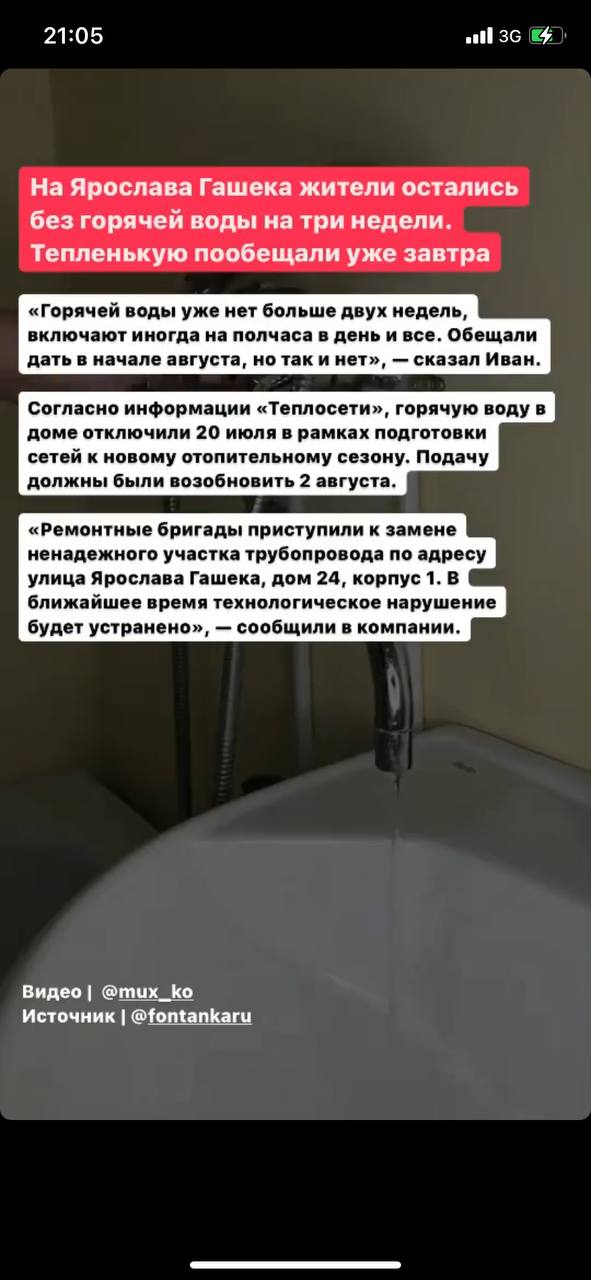 21:05
3G
На Ярослава Гашека жители остались
без горячей воды на три недели.
Тепленькую пообещали уже завтра
«Горячей воды уже нет больше двух недель,
включают иногда на полчаса в день и все. Обещали
дать в начале августа, но так и нет», — сказал Иван.
Согласно информации «Теплосети», горячую воду в
доме отключили 20 июля в рамках подготовки
сетей к новому отопительному сезону. Подачу
должны были возобновить 2 августа.
«Ремонтные бригады приступили к замене
ненадежного участка трубопровода по адресу
улица Ярослава Гашека, дом 24, корпус 1. В
ближайшее время технологическое нарушение
будет устранено», — сообщили в компании.
Видео | @mux_ko
Источник | @fontankaru